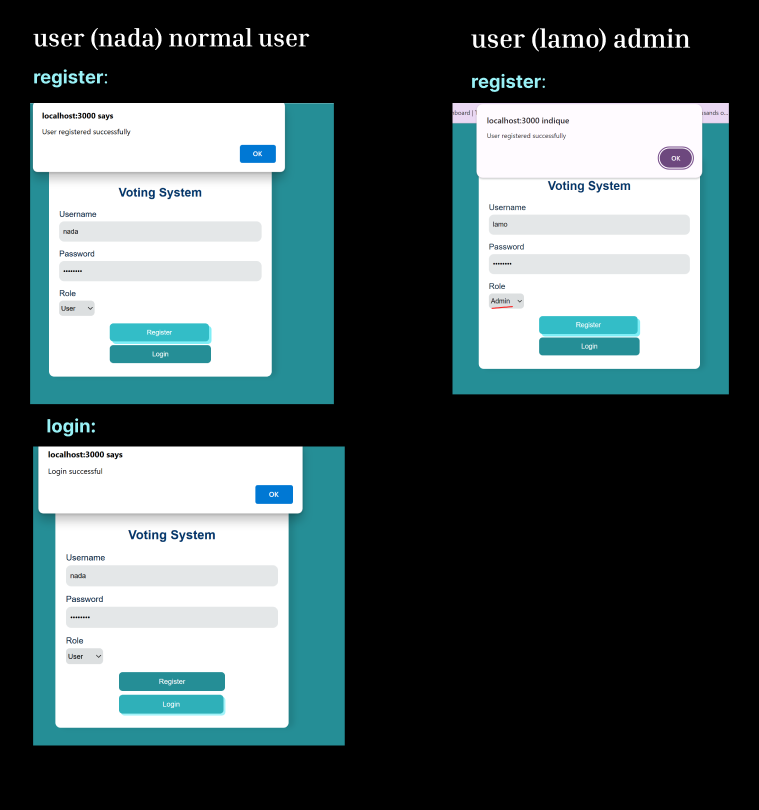 user (nada) normal user
register:
localhost:3000 says
User registered successfully
OK
Voting System
Username
nada
Password
••••••••
Role
User
Register
Login
login:
localhost:3000 says
Login successful
OK
Voting System
Username
nada
Password
••••••••
Role
User
Register
Login
user (lamo) admin
register:
eboard |
sands o...
localhost:3000 indique
User registered successfully
OK
Voting System
Username
lamo
Password
••••••••
Role
Admin
Register
Login